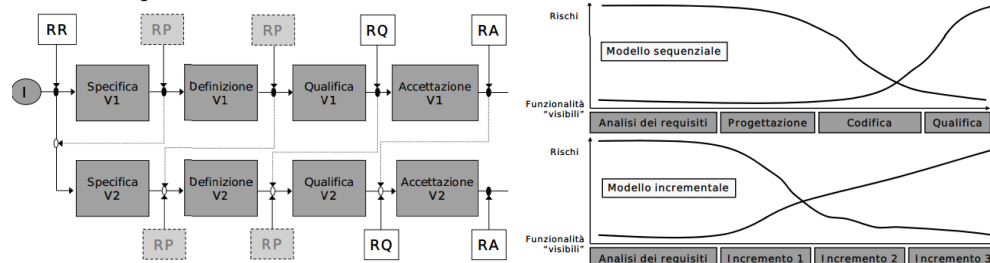 RR
RP
RP
RQ
RA
I
Specifica
V1
Definizione
V1
Qualifica
V1
Accettazione
V1
Specifica
V2
Definizione
V2
Qualifica
V2
Accettazione
V2
RP
RP
RQ
RA
Rischi
Modello sequenziale
Funzionalità
"visibili"
Analisi dei requisiti
Progettazione
Codifica
Qualifica
Rischi
Modello incrementale
Funzionalità
"visibili"
Analisi dei requisiti
Incremento 1
Incremento 2
Incremento 3